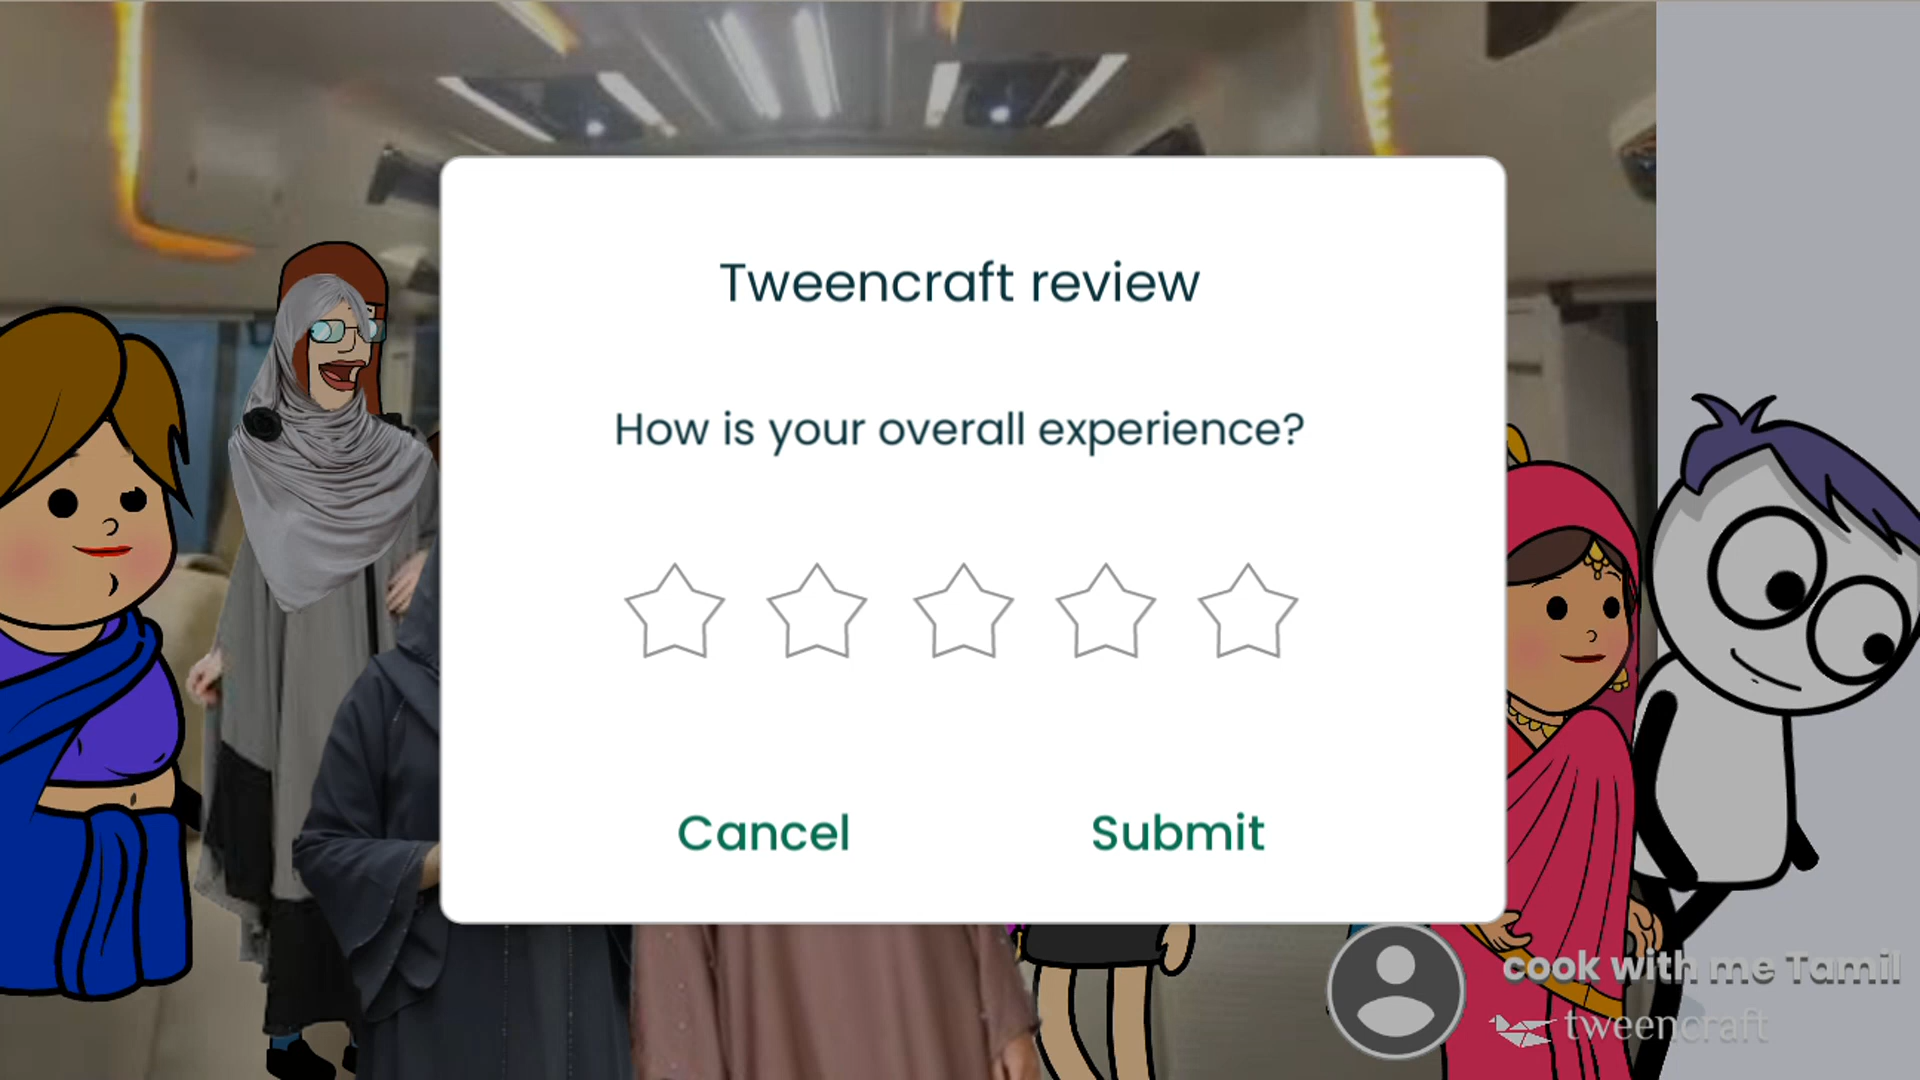 Tweencraft review
How is your overall experience?
Cancel
Submit
cook with me Tamil
tweencraft